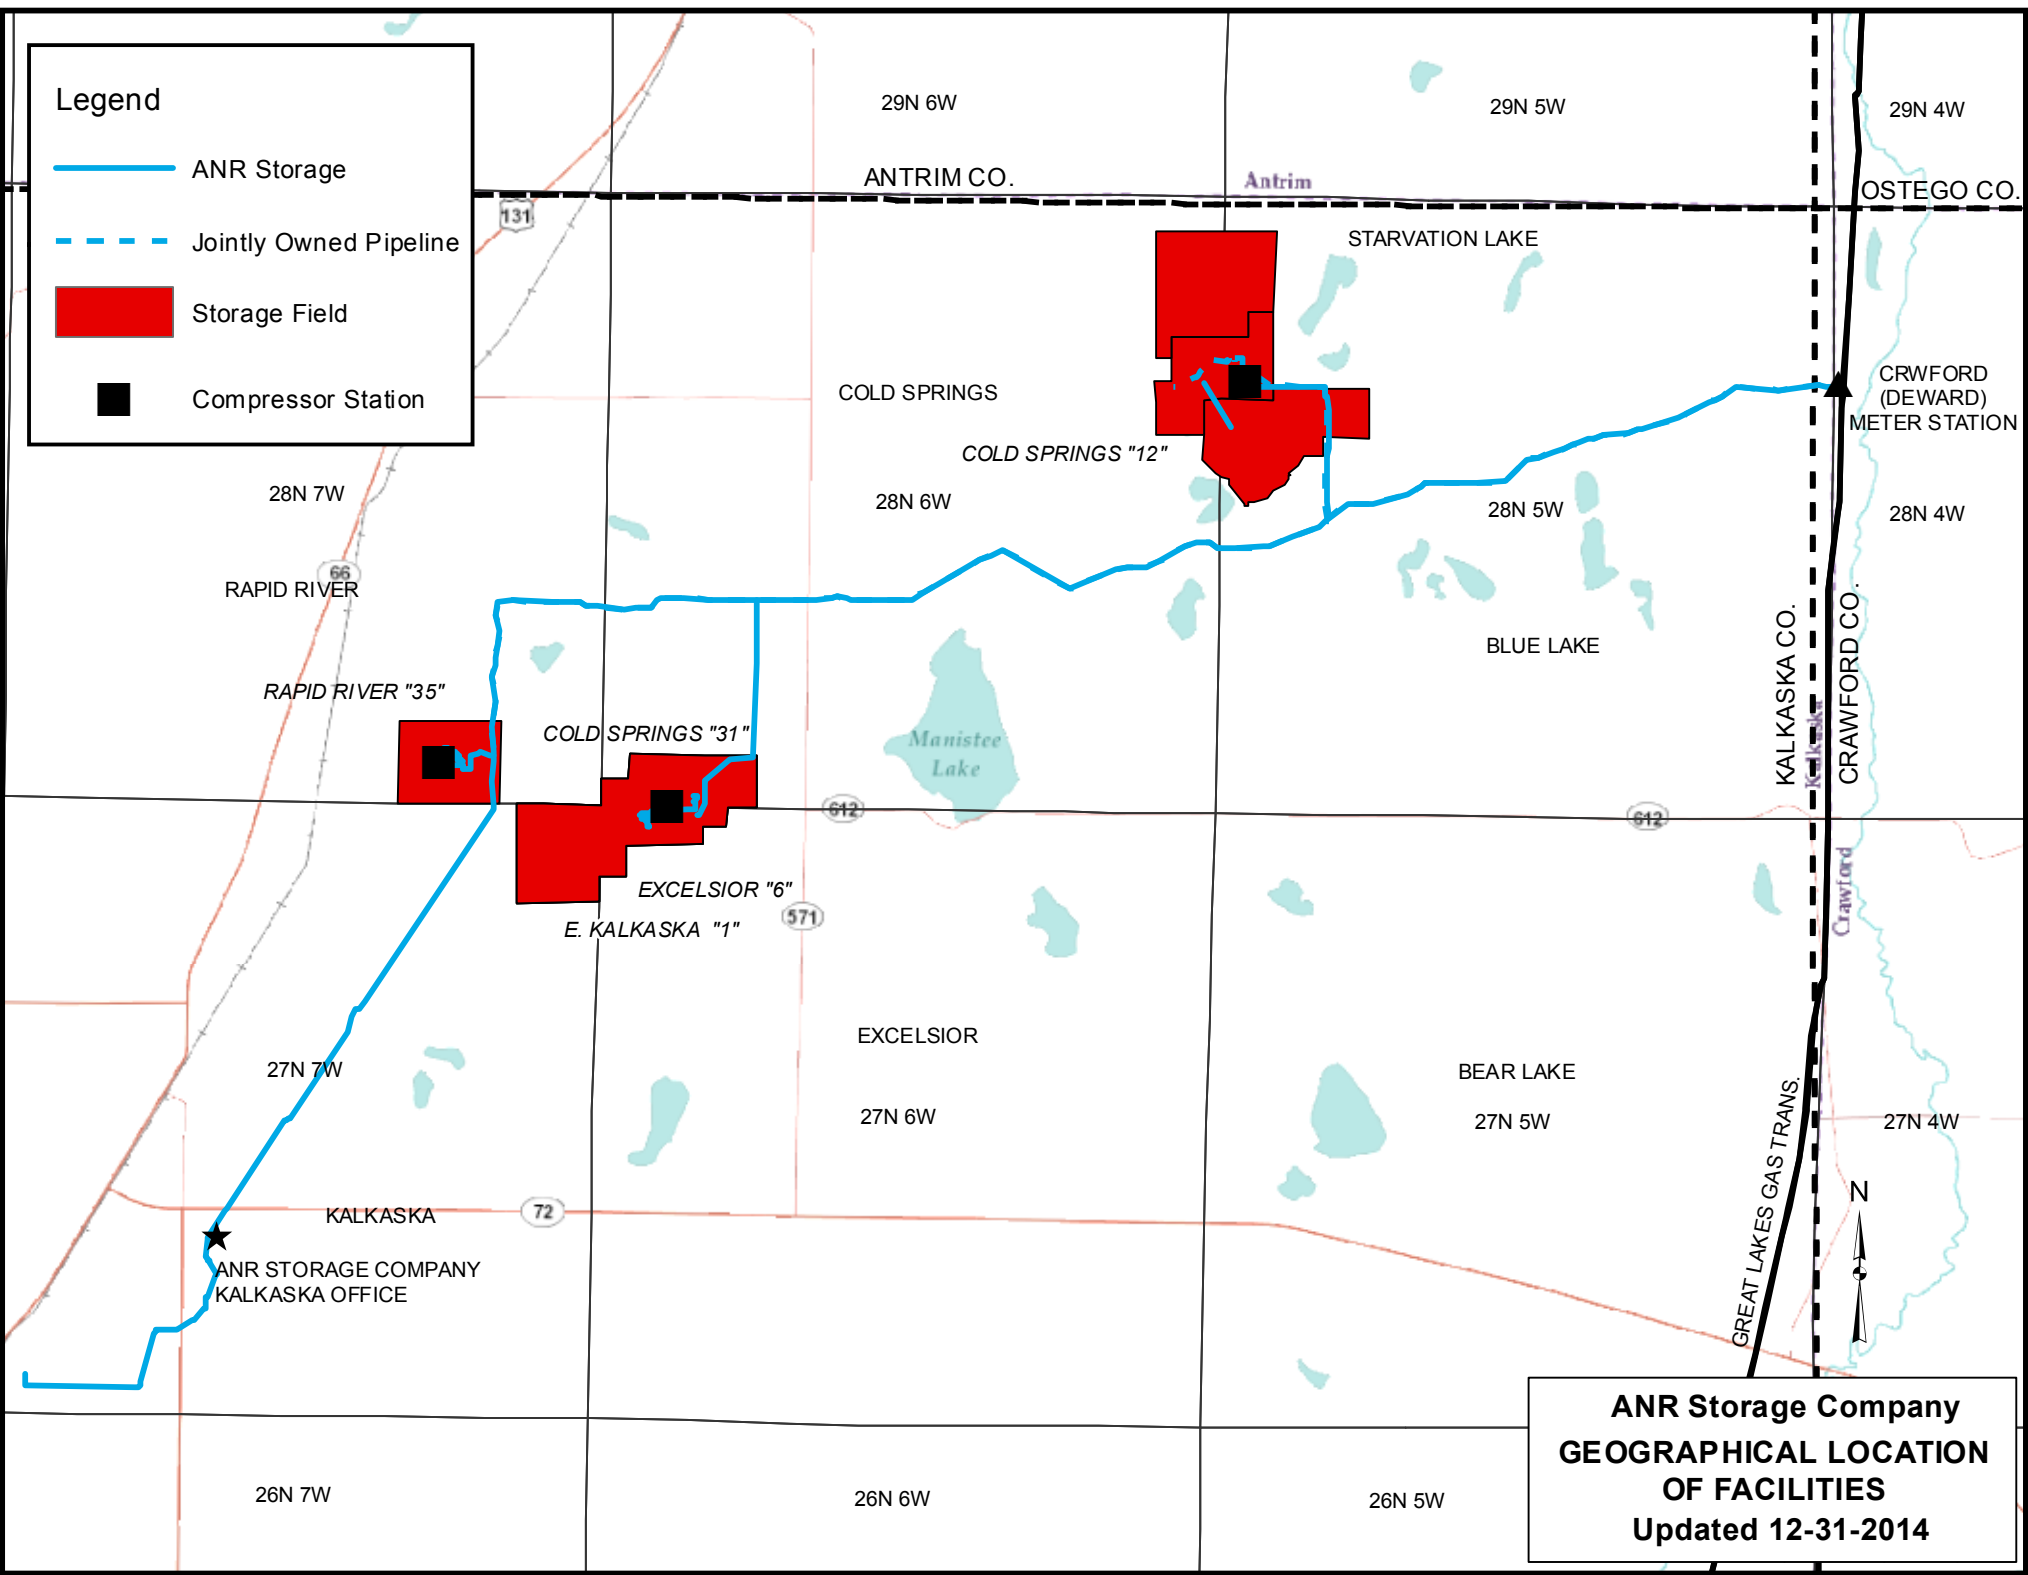 Legend
ANR Storage
Jointly Owned Pipeline
Storage Field
Compressor Station
29N 6W
29N 5W
29N 4W
ANTRIM CO.
Antrim
OSTEGO CO.
131
STARVATION LAKE
COLD SPRINGS
CRWFORD
(DEWARD)
METER STATION
COLD SPRINGS "12"
28N 7W
28N 6W
28N 5W
28N 4W
66
RAPID RIVER
BLUE LAKE
KALKASKA CO.
CRAWFORD CO.
RAPID RIVER "35"
COLD SPRINGS "31"
Manistee
Lake
Kalkaska
612
612
EXCELSIOR "6"
E. KALKASKA "1"
571
Crawford
EXCELSIOR
27N 7W
BEAR LAKE
27N 6W
27N 5W
27N 4W
GREAT LAKES GAS TRANS.
N
KALKASKA
72
ANR STORAGE COMPANY
KALKASKA OFFICE
26N 7W
26N 6W
26N 5W
ANR Storage Company
GEOGRAPHICAL LOCATION
OF FACILITIES
Updated 12-31-2014